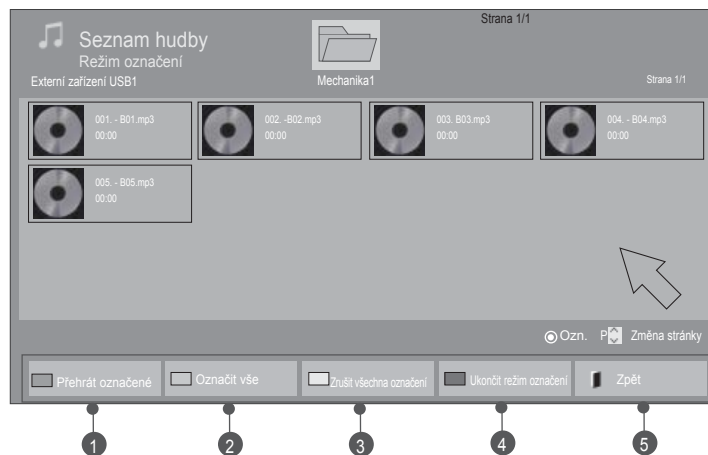 Strana 1/1
Seznam hudby
Režim označení
Externí zařízení USB1
Mechanika1
Strana 1/1
001. - B01.mp3
00:00
002. -B02.mp3
00:00
003. B03.mp3
00:00
004. - B04.mp3
00:00
005. - B05.mp3
00:00
Ozn. P Změna stránky
Přehrát označené
Označit vše
Zrušit všechna označení
Ukončit režim označení
Zpět
1
2
3
4
5